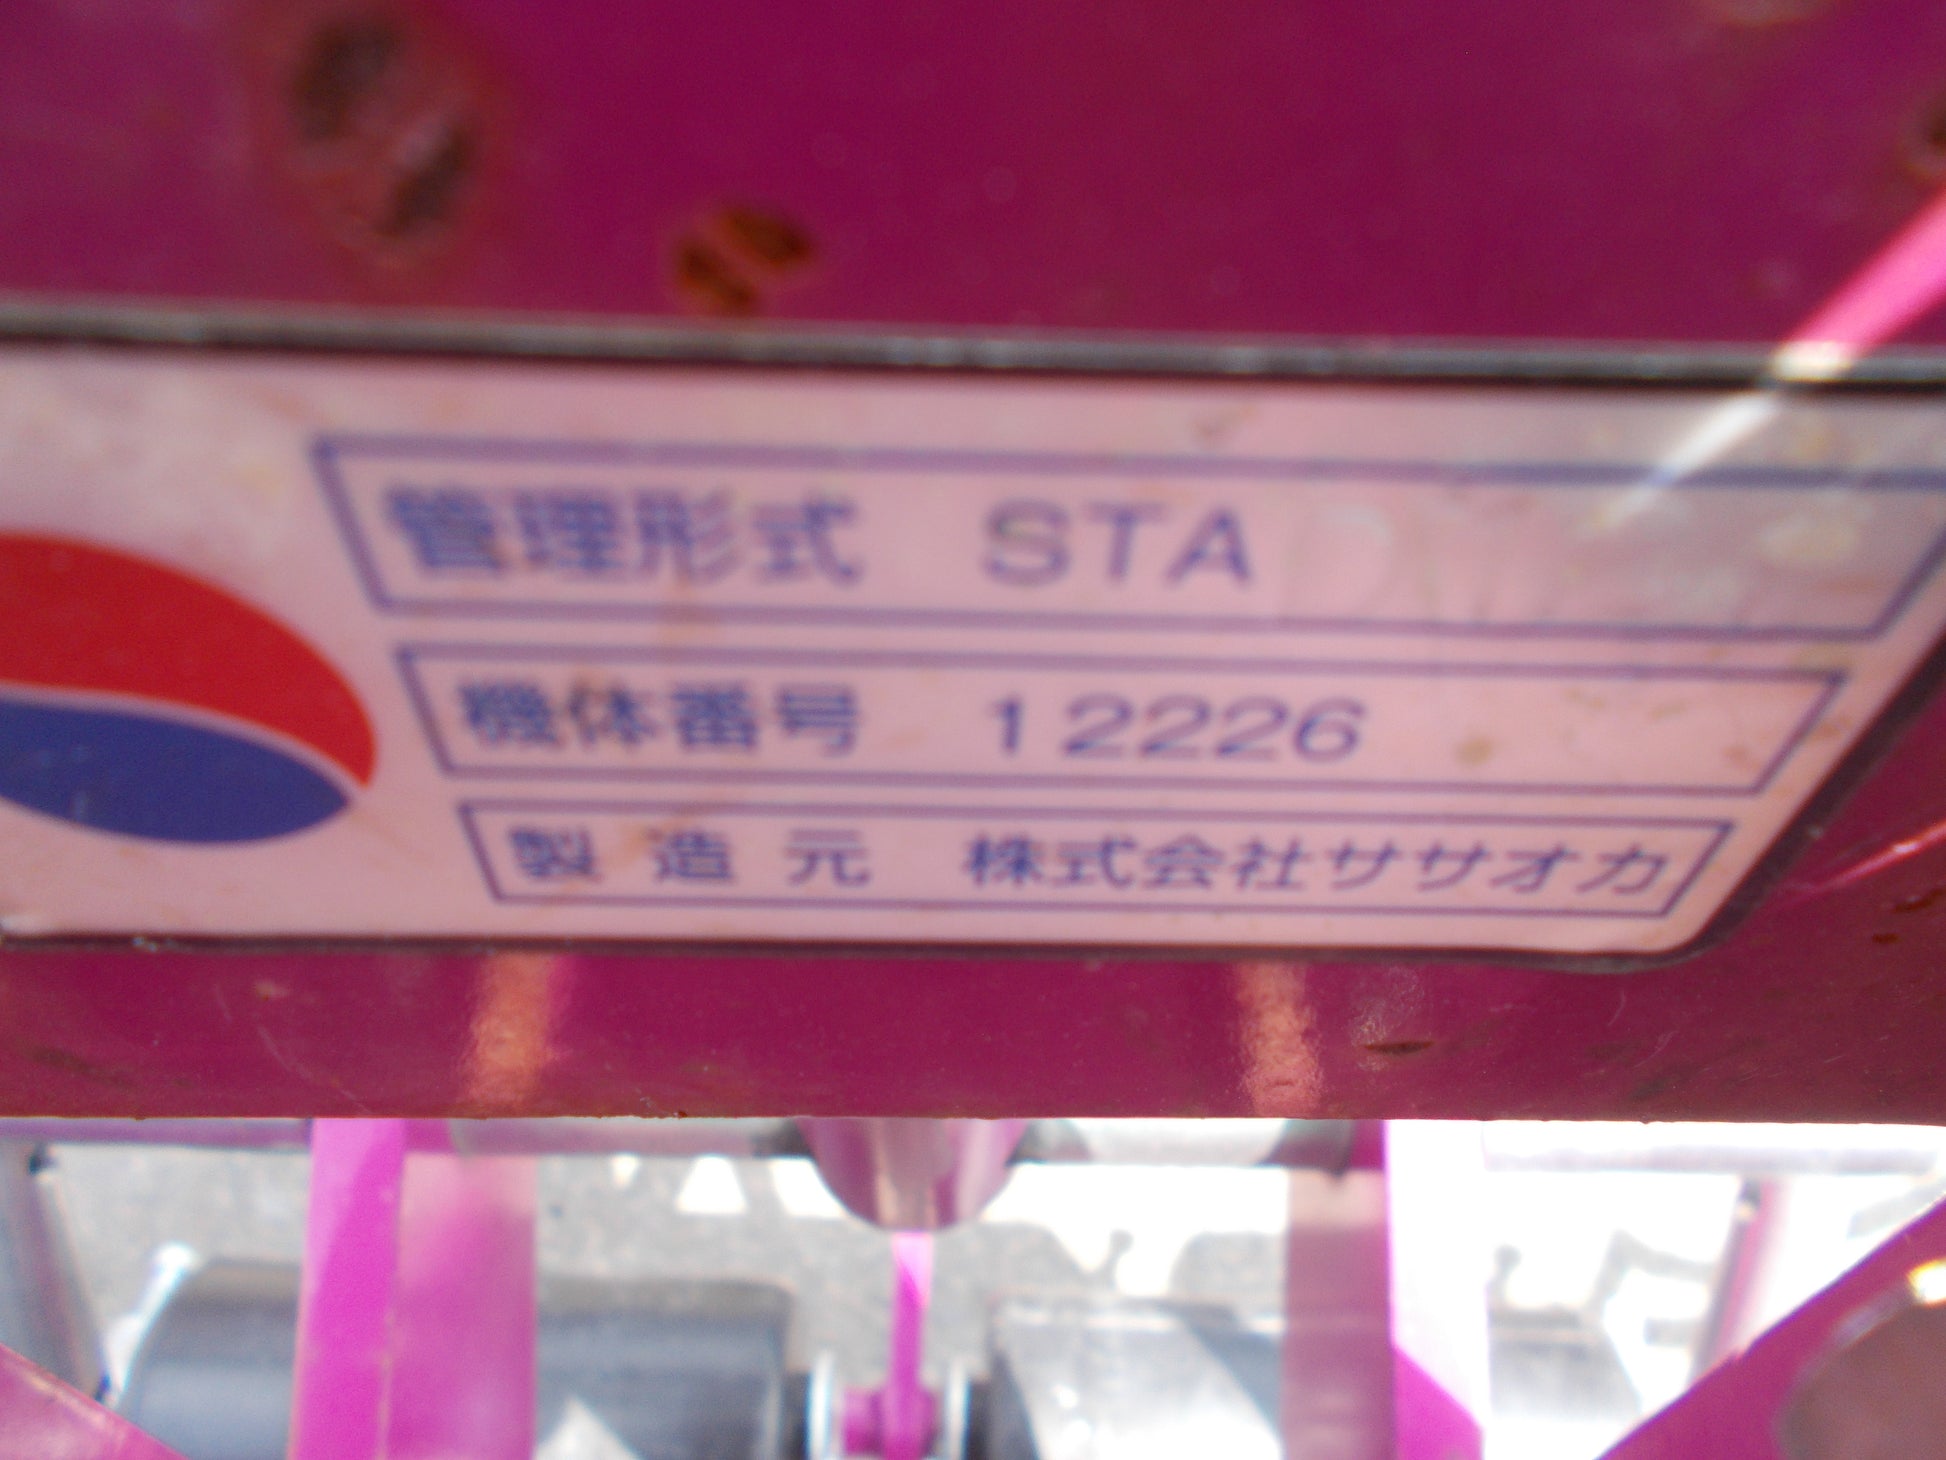 管理形式 STA
機体番号 12226
製造元 株式会社ササオカ